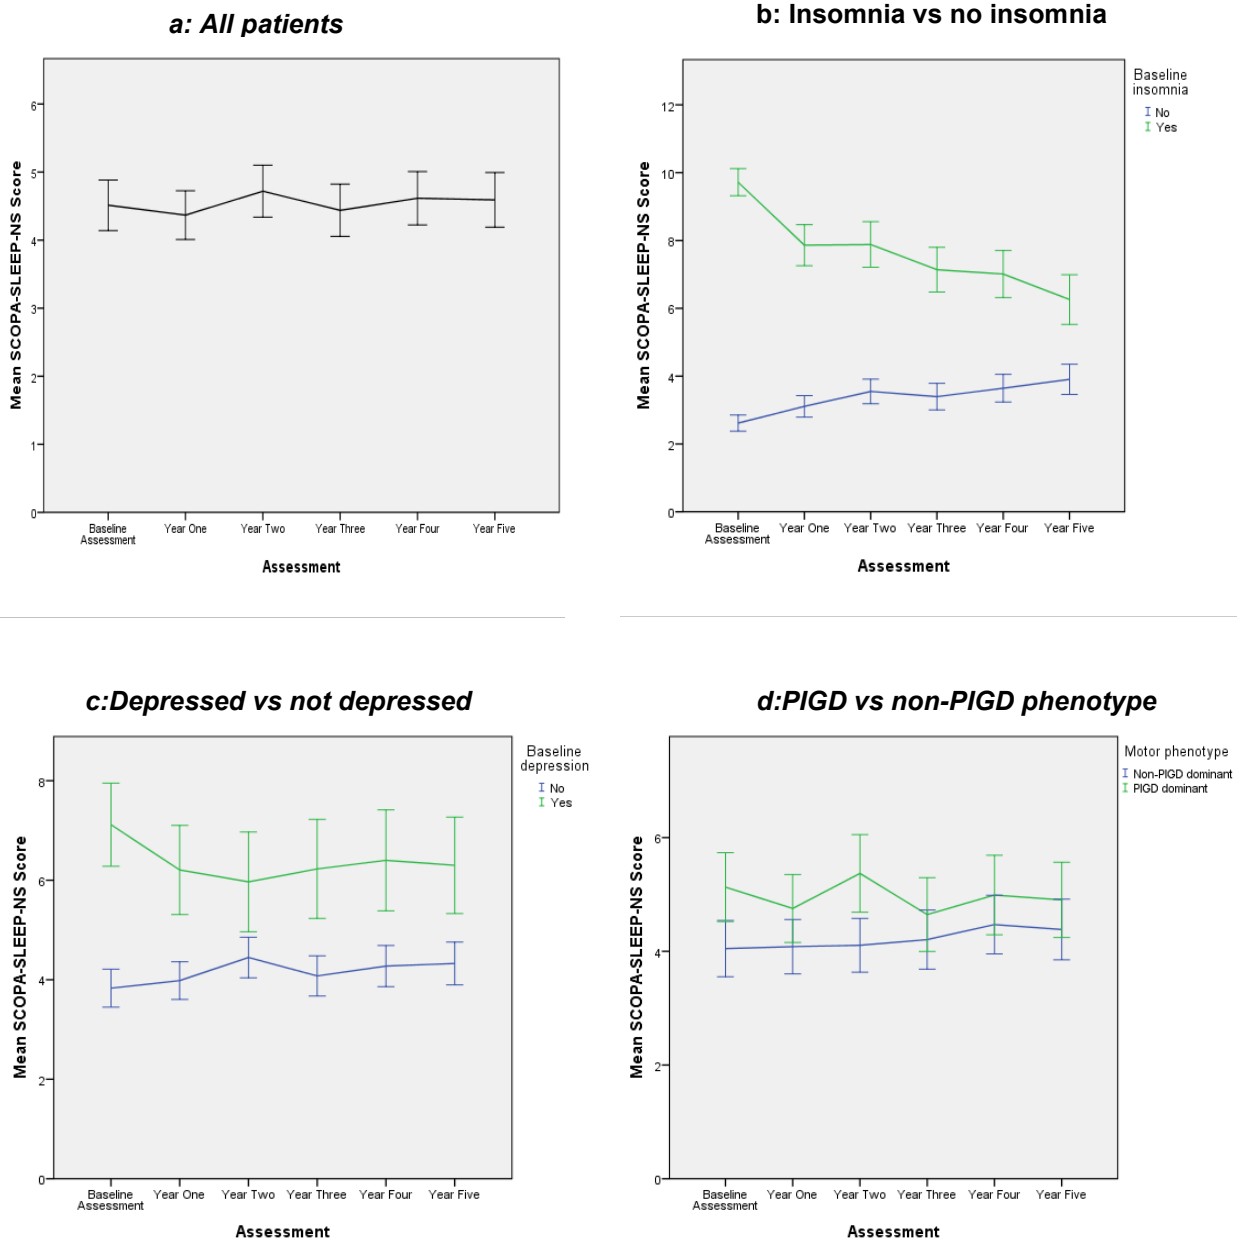 a: All patients
Mean SCOPA-SLEEP-NS Score
6
5
4
3
2
1
0
Baseline
Assessment
Year One
Year Two
Year Three
Year Four
Year Five
Assessment
b: Insomnia vs no insomnia
Mean SCOPA-SLEEP-NS Score
12
10
8
6
4
2
0
Baseline
Assessment
Year One
Year Two
Year Three
Year Four
Year Five
Assessment
Baseline
insomnia
No
Yes
c:Depressed vs not depressed
Mean SCOPA-SLEEP-NS Score
8
6
4
2
0
Baseline
Assessment
Year One
Year Two
Year Three
Year Four
Year Five
Assessment
Baseline
depression
No
Yes
d:PIGD vs non-PIGD phenotype
Mean SCOPA-SLEEP-NS Score
6
4
2
0
Baseline
Assessment
Year One
Year Two
Year Three
Year Four
Year Five
Assessment
Motor phenotype
Non-PIGD dominant
PIGD dominant